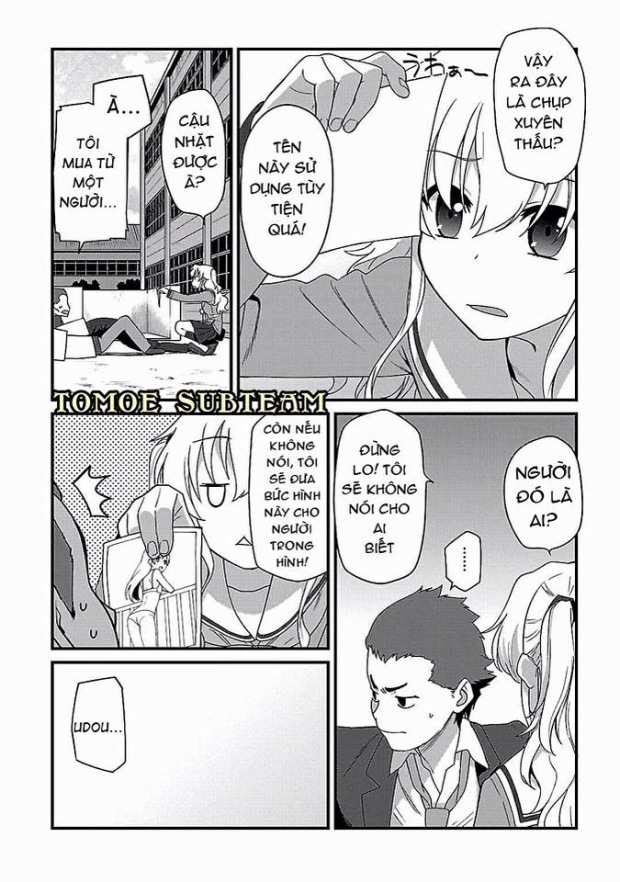 VẬY
RA ĐÂY
LÀ CHỤP
XUYÊN
THẤU?
うわぁ〜
TÊN
NÀY SỬ
DỤNG TÙY
TIỆN
QUÁ!
CẬU
NHẶT
ĐƯỢC
À?
À...
TÔI
MUA TỪ
MỘT
NGƯỜI...
TOMOE SUBTEAM
NGƯỜI
ĐÓ LÀ
AI?
ĐỪNG
LO! TÔI
SẼ KHÔNG
NÓI CHO
AI
BIẾT
......
CÒN NẾU
KHÔNG
NÓI, TÔI
SẼ ĐƯA
BỨC HÌNH
NÀY CHO
NGƯỜI
TRONG
HÌNH!
UDOU...